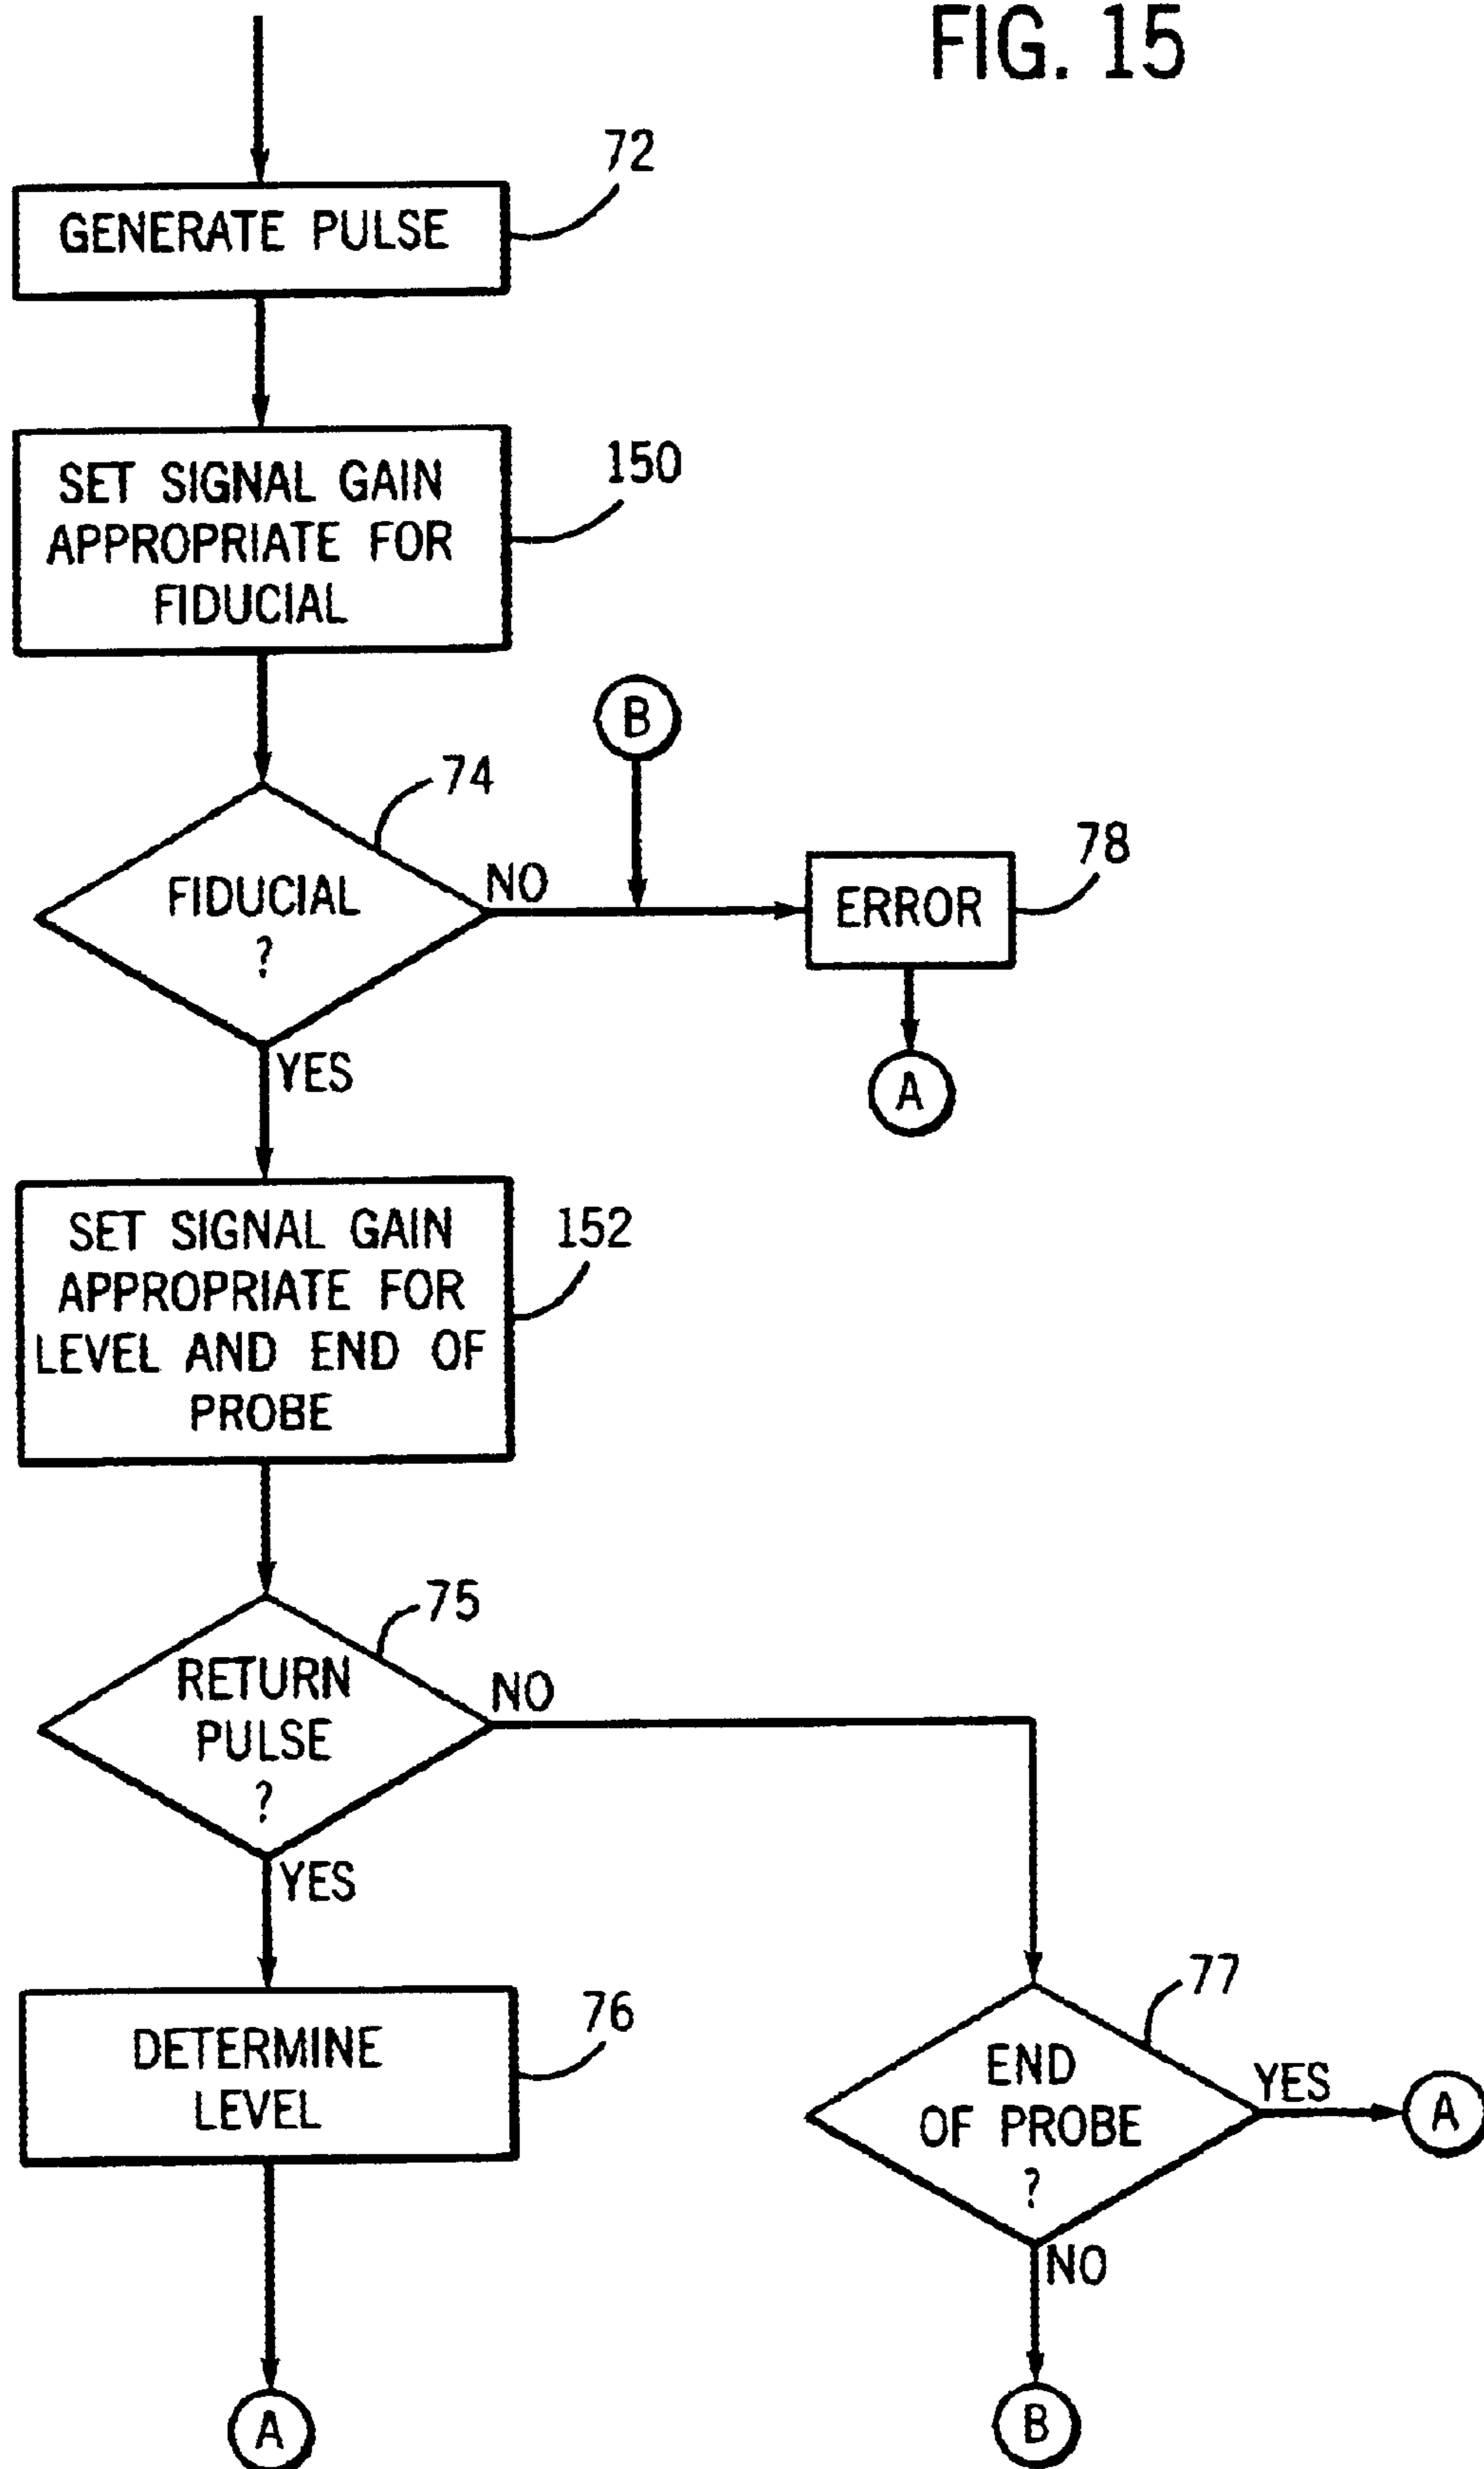 FIG. 15
72
GENERATE PULSE
150
SET SIGNAL GAIN
APPROPRIATE FOR
FIDUCIAL
B
74
NO
78
FIDUCIAL
?
ERROR
YES
A
152
SET SIGNAL GAIN
APPROPRIATE FOR
LEVEL AND END OF
PROBE
75
RETURN
PULSE
?
NO
YES
76
DETERMINE
LEVEL
77
END
OF PROBE
?
YES
A
NO
A
B